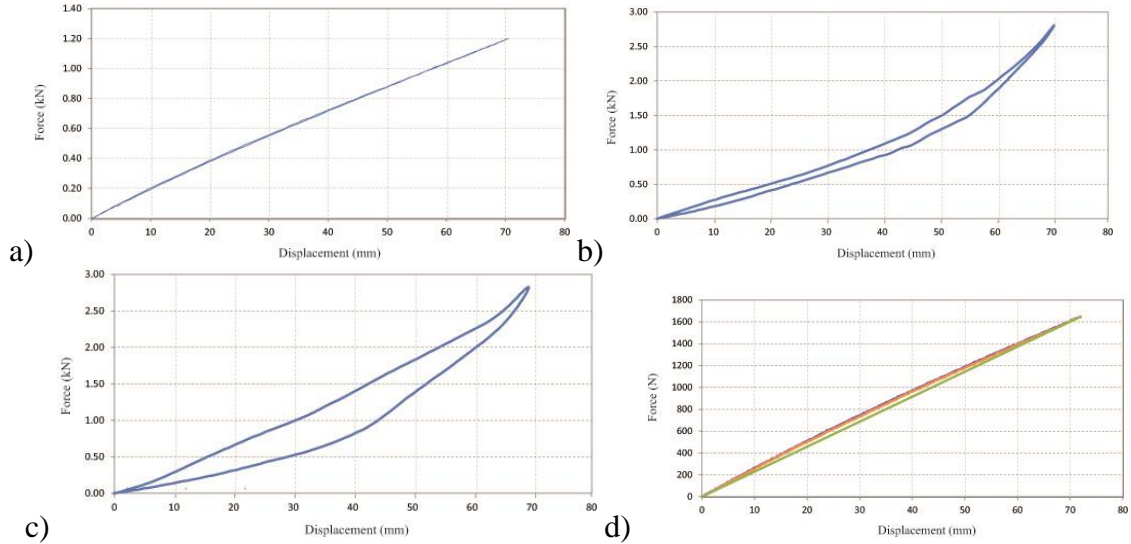 1.40
1.20
1.00
0.80
0.60
0.40
0.20
0.00
Force (kN)
0 10 20 30 40 50 60 70 80
Displacement (mm)
a)
3.00
2.50
2.00
1.50
1.00
0.50
0.00
Force (kN)
0 10 20 30 40 50 60 70 80
Displacement (mm)
b)
3.00
2.50
2.00
1.50
1.00
0.50
0.00
Force (kN)
0 10 20 30 40 50 60 70 80
Displacement (mm)
c)
1800
1600
1400
1200
1000
800
600
400
200
0
Force (N)
0 10 20 30 40 50 60 70 80
Displacement (mm)
d)